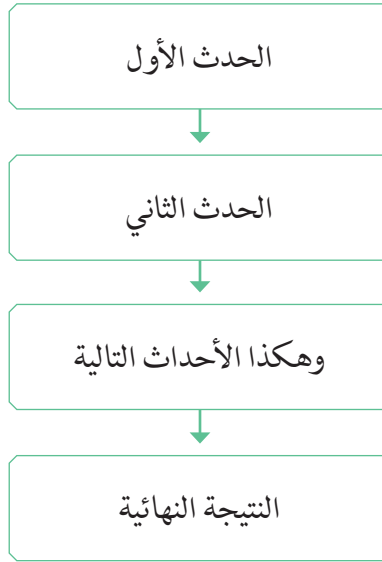 الحدث الأول
الحدث الثاني
وهكذا الأحداث التالية
النتيجة النهائية